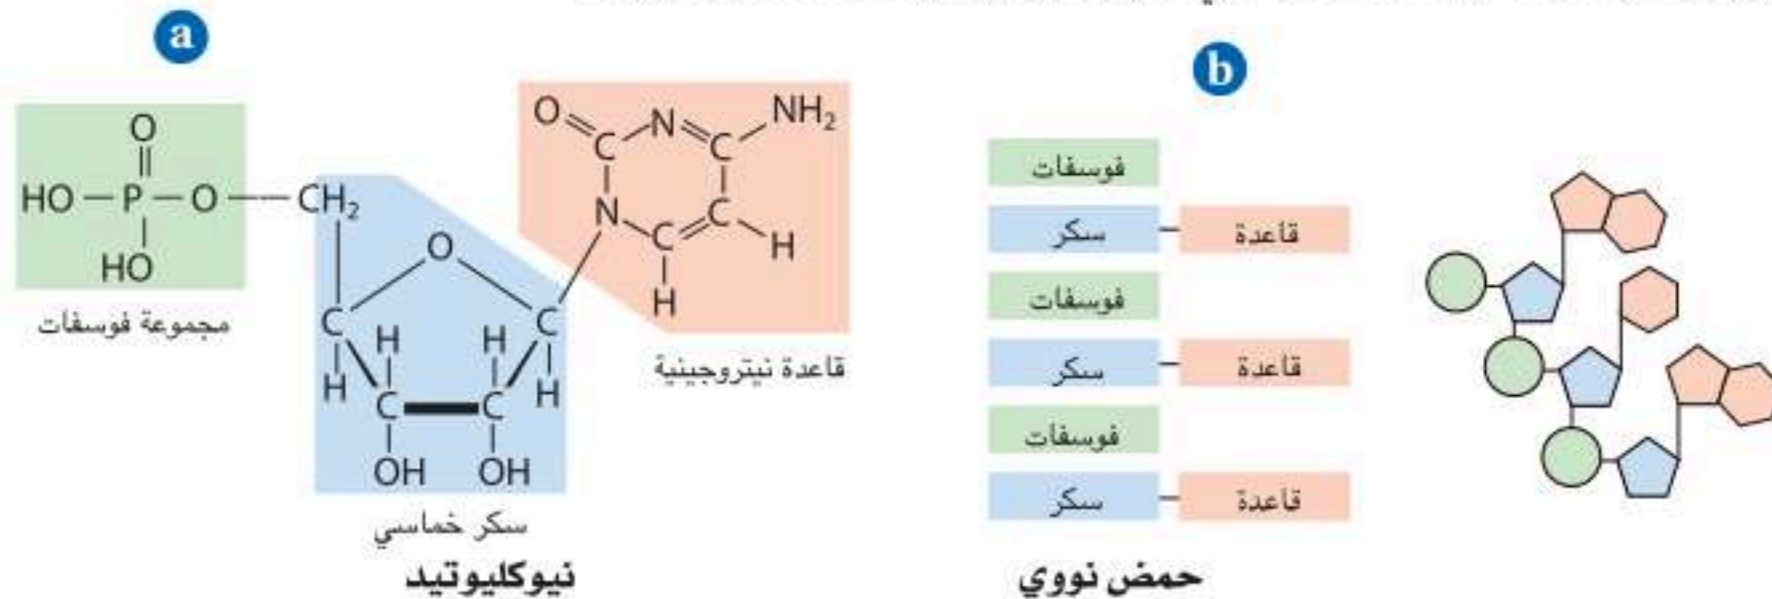 a
O
HO — P — O — CH₂
HO
O
C
N
C
NH₂
N
C
C
H
H
O
C
H
H
C
H
C
H
C
H
OH
OH
مجموعة فوسفات
قاعدة نيتروجينية
سكر خماسي
نيوكليوتيد
b
فوسفات
سكر – قاعدة
فوسفات
سكر – قاعدة
فوسفات
سكر – قاعدة
حمض نووي